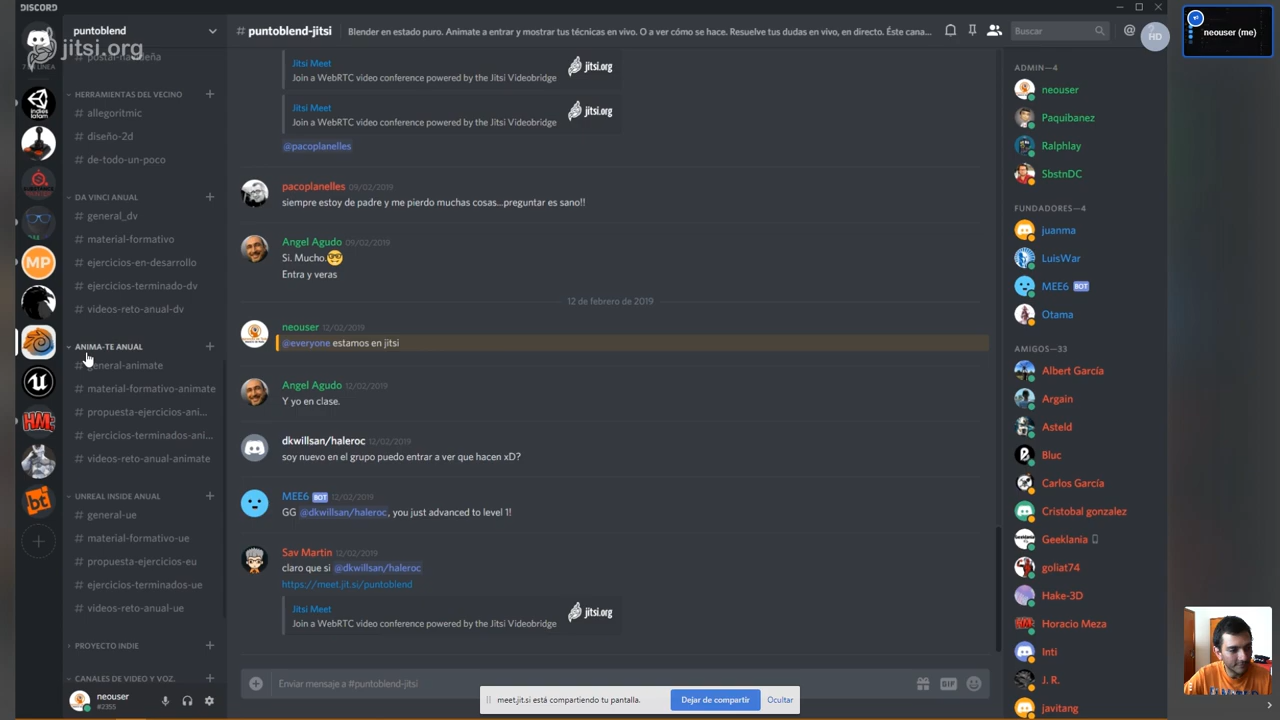 DISCORD
puntoblend
jitsi.org
HERRAMIENTAS DEL VECINO
# allegoritmic
# diseño-2d
# de-todo-un-poco
DA VINCI ANUAL
# general_dv
# material-formativo
# ejercicios-en-desarrollo
# ejercicios-terminado-dv
# videos-reto-anual-dv
ANIMA-TE ANUAL
# general-animate
# material-formativo-animate
# propuesta-ejercicios-ani...
# ejercicios-terminados-ani...
# videos-reto-anual-animate
UNREAL INSIDE ANUAL
# general-ue
# material-formativo-ue
# propuesta-ejercicios-eu
# ejercicios-terminados-ue
# videos-reto-anual-ue
PROYECTO INDIE
CANALES DE VIDEO Y VOZ.
neouser
#2355
# puntoblend-jitsi
Blender en estado puro. Animate a entrar y mostrar tus técnicas en vivo. O a ver cómo se hace. Resuelve tus dudas en vivo, en directo. Éste cana...
Buscar
Jitsi Meet
Join a WebRTC video conference powered by the Jitsi Videobridge
jitsi.org
Jitsi Meet
Join a WebRTC video conference powered by the Jitsi Videobridge
jitsi.org
@pacoplanelles
pacoplanelles 09/02/2019
siempre estoy de padre y me pierdo muchas cosas...preguntar es sano!!
Angel Agudo 09/02/2019
Si. Mucho.
Entra y veras
12 de febrero de 2019
neouser 12/02/2019
@everyone estamos en jitsi
Angel Agudo 12/02/2019
Y yo en clase.
dkwillsan/haleroc 12/02/2019
soy nuevo en el grupo puedo entrar a ver que hacen xD?
MEE6 BOT 12/02/2019
GG @dkwillsan/haleroc, you just advanced to level 1!
Sav Martin 12/02/2019
claro que si @dkwillsan/haleroc
https://meet.jit.si/puntoblend
Jitsi Meet
Join a WebRTC video conference powered by the Jitsi Videobridge
jitsi.org
Enviar mensaje a #puntoblend-jitsi
GIF
meet.jit.si está compartiendo tu pantalla.
Dejar de compartir
Ocultar
ADMIN—4
neouser
Paquibanez
Ralphlay
SbstnDC
FUNDADORES—4
juanma
LuisWar
MEE6 BOT
Otama
AMIGOS—33
Albert García
Argain
Asteld
Bluc
Carlos García
Cristobal gonzalez
Geeklania
goliat74
Hake-3D
Horacio Meza
Inti
J. R.
javitang
HD
neouser (me)
MP
HM
bt